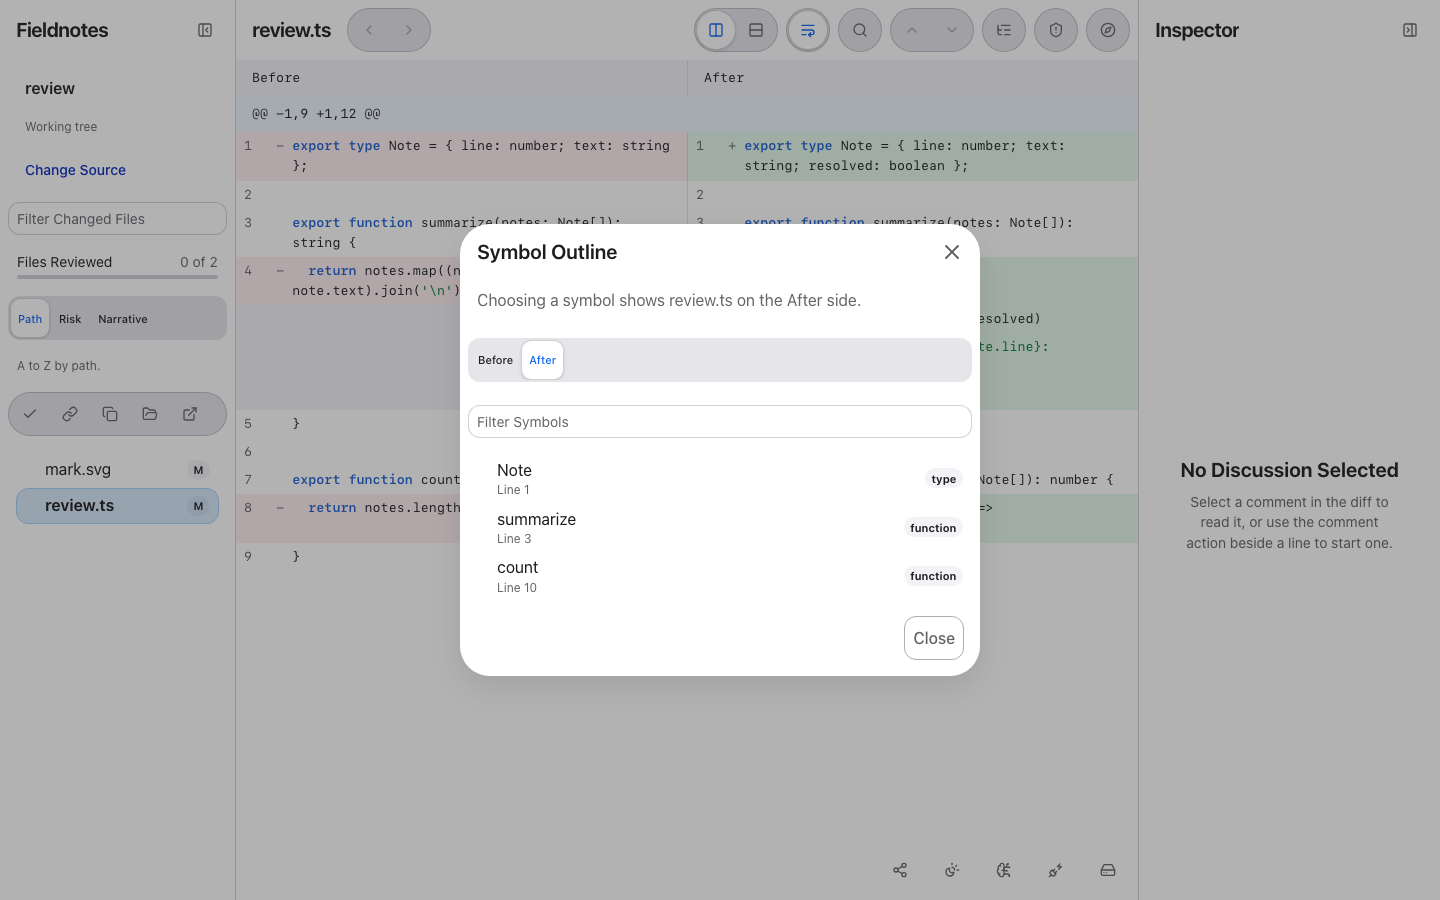 Fieldnotes
review
Working tree
Change Source
Filter Changed Files
Files Reviewed 0 of 2
Path Risk Narrative
A to Z by path.
mark.svg M
review.ts M
review.ts
Before
After
@@ −1,9 +1,12 @@
1 − export type Note = { line: number; text: string
};
1 + export type Note = { line: number; text:
string; resolved: boolean };
2
2
3 export function summarize(notes: Note[]):
string {
3 export function summarize(notes: Note[]):
4 − return notes.map((n
note.text).join('\n')
esolved)
te.line}:
5 }
6
7 export function count
Note[]): number {
8 − return notes.length
=>
9 }
Symbol Outline
Choosing a symbol shows review.ts on the After side.
Before After
Filter Symbols
Note
Line 1
type
summarize
Line 3
function
count
Line 10
function
Close
Inspector
No Discussion Selected
Select a comment in the diff to
read it, or use the comment
action beside a line to start one.